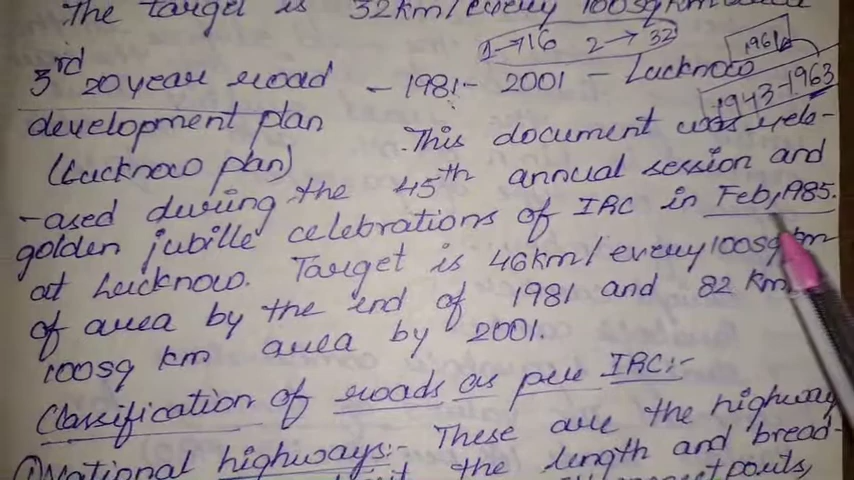 The target is 32km/every 100sqkm
1→16 2→32
1961
1943-1963
3rd 20 year road - 1981 - 2001 - Lucknow
development plan
(Lucknow plan) This document was rele-
-ased during the 45th annual session and
golden jubille celebrations of IRC in Feb, 1985.
at Lucknow. Target is 46km/every 100sq km
of area by the end of 1981 and 82 km
100sq km area by 2001.
Classification of roads as per IRC:-
① National highways:- These are the highway
the length and bread-